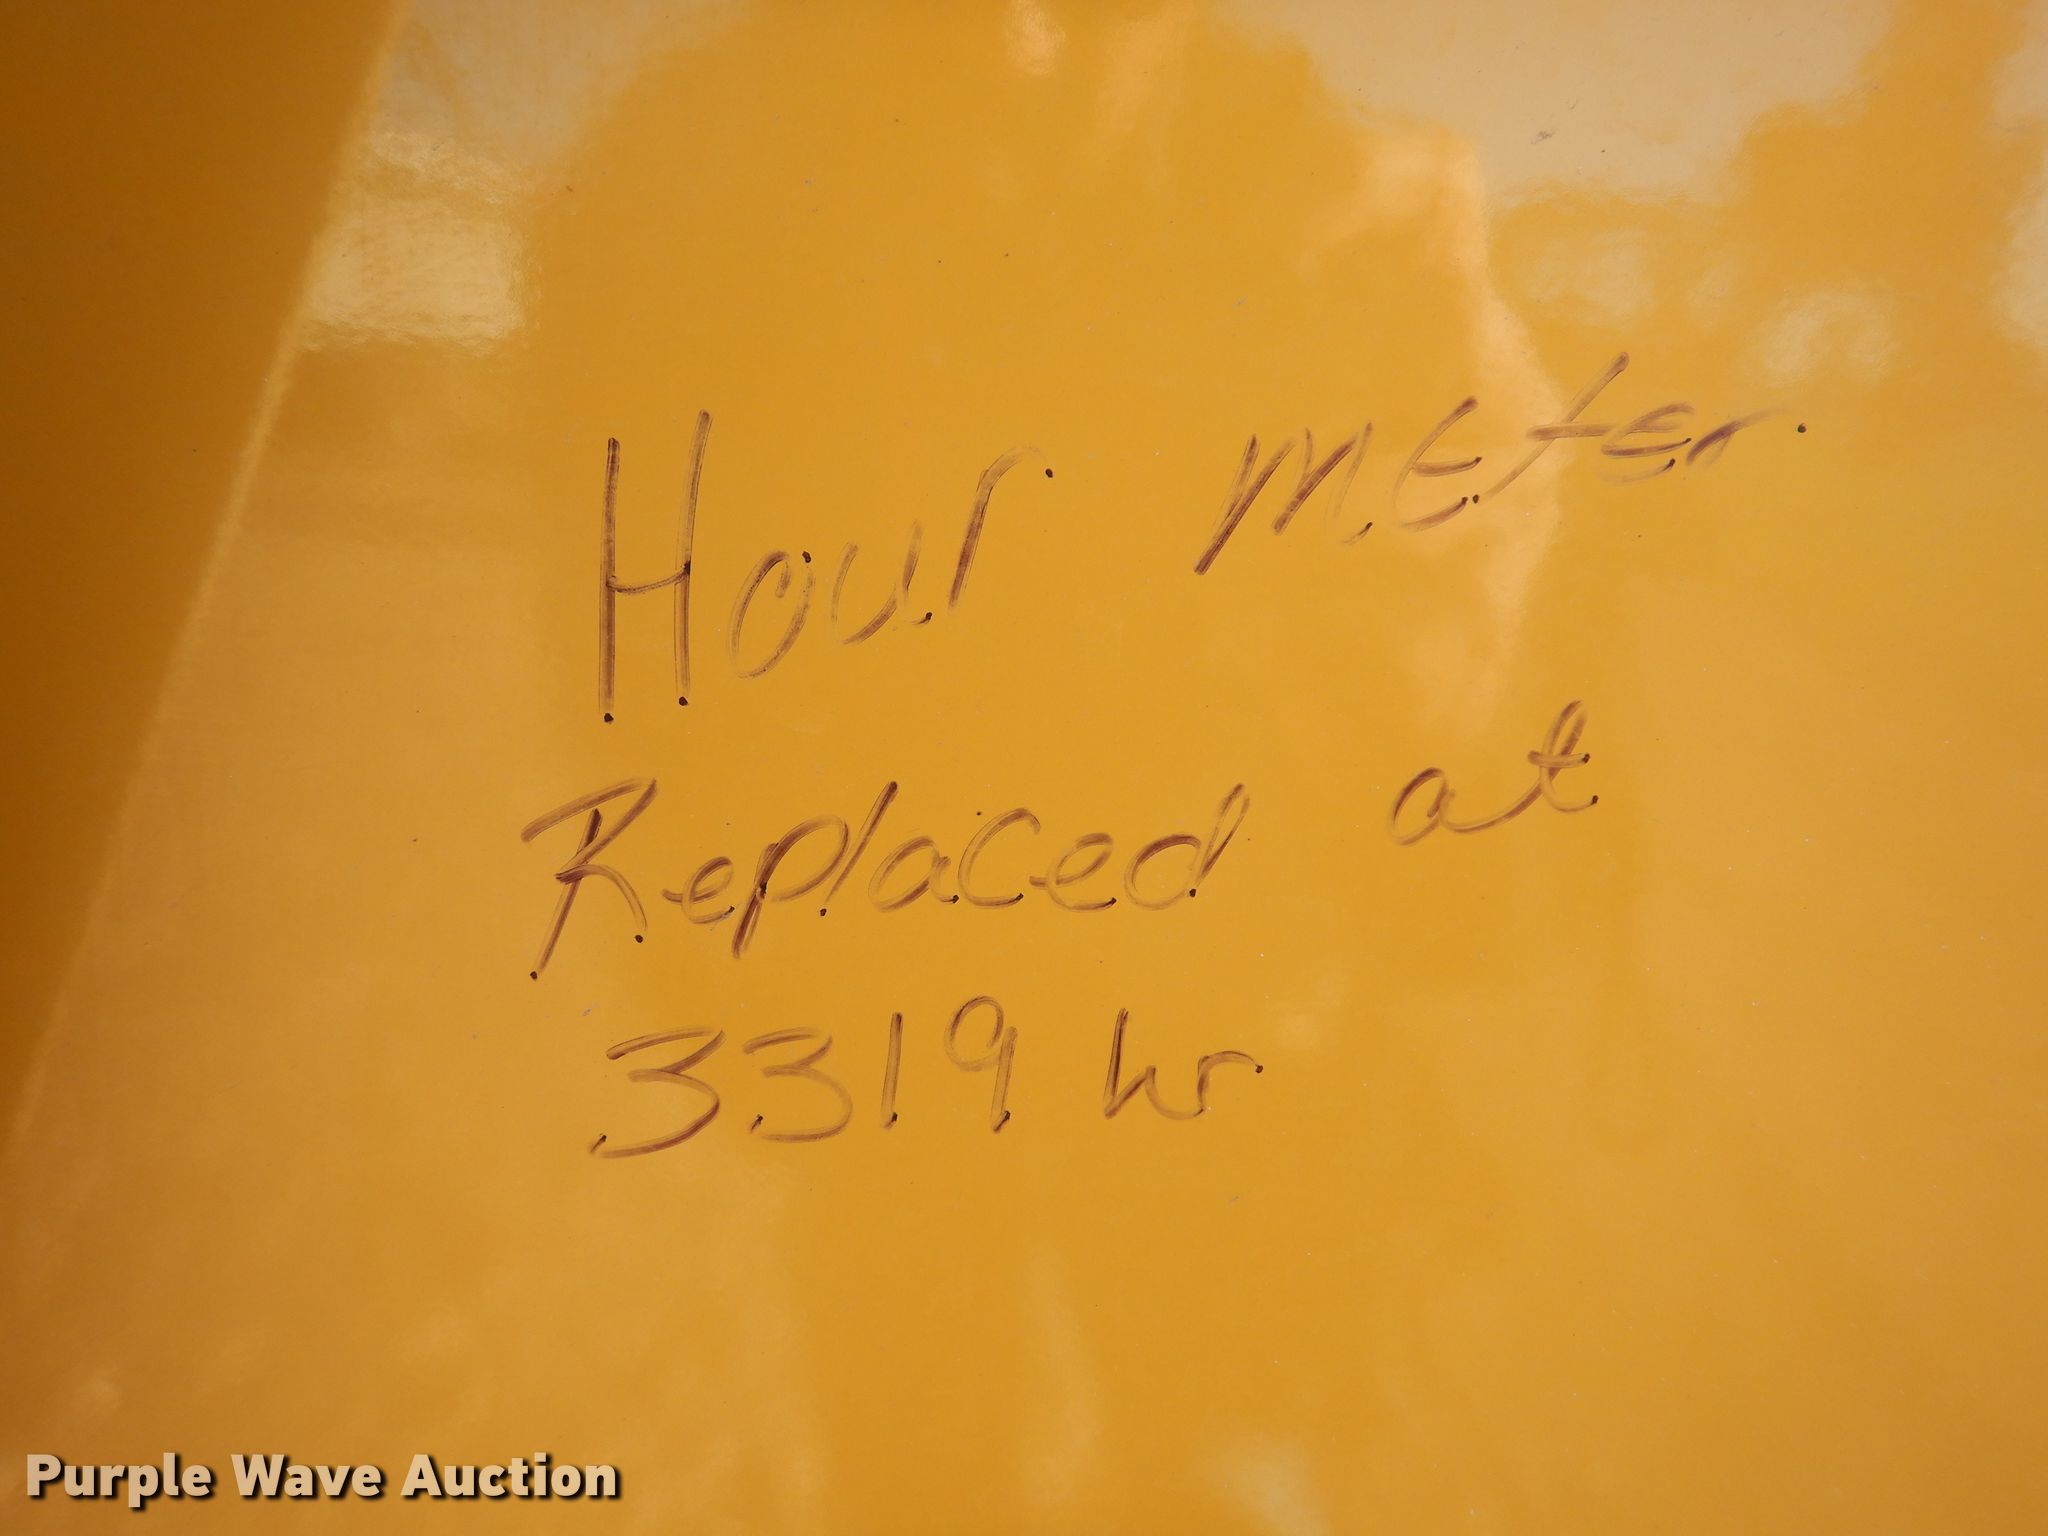 Hour meter
Replaced at
3319 hr
Purple Wave Auction